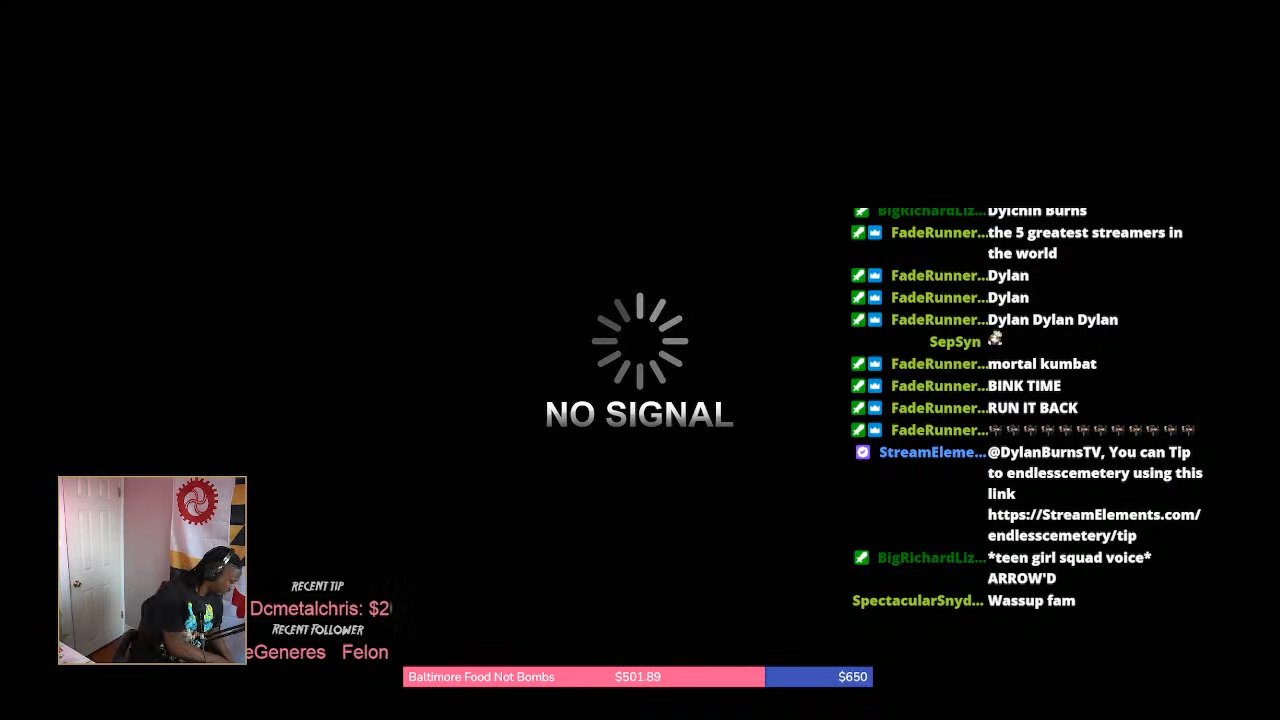 BigRichardLiz... Dylchin Burns
FadeRunner... the 5 greatest streamers in
the world
FadeRunner... Dylan
FadeRunner... Dylan
FadeRunner... Dylan Dylan Dylan
SepSyn
FadeRunner... mortal kumbat
FadeRunner... BINK TIME
FadeRunner... RUN IT BACK
FadeRunner...
StreamEleme... @DylanBurnsTV, You can Tip
to endlesscemetery using this
link
https://StreamElements.com/
endlesscemetery/tip
BigRichardLiz... *teen girl squad voice*
ARROW'D
SpectacularSnyd... Wassup fam
NO SIGNAL
RECENT TIP
Dcmetalchris: $2
RECENT FOLLOWER
eGeneres Felon
Baltimore Food Not Bombs $501.89 $650